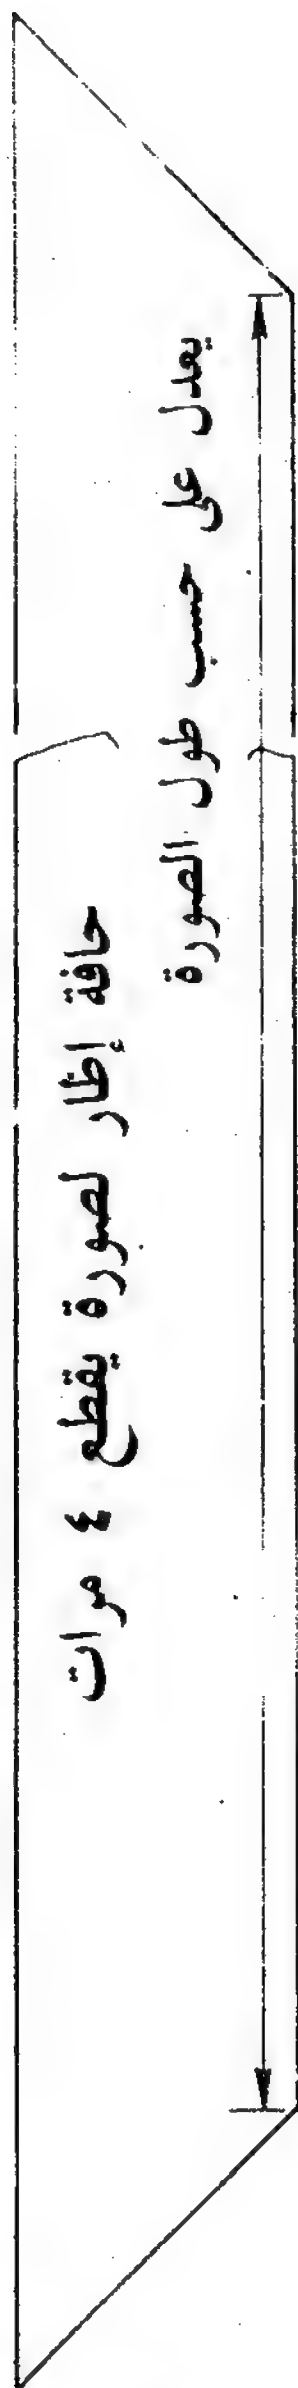 حافة إطار لصورة يقطع ٤ مرات
يعدل على حسب طول الصورة